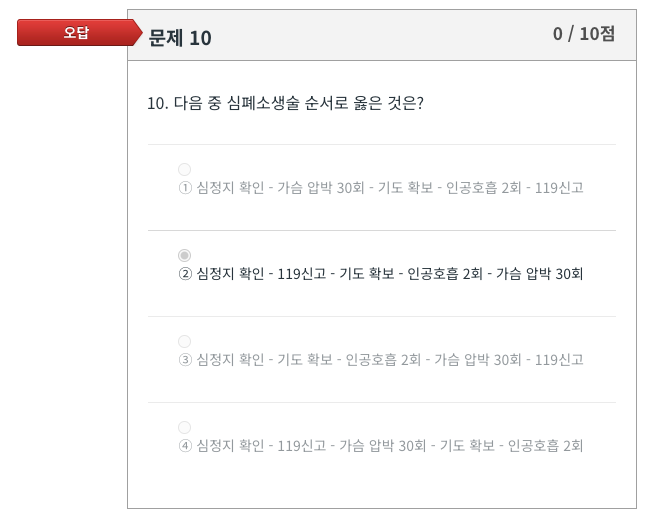 오답
문제 10
0 / 10점
10. 다음 중 심폐소생술 순서로 옳은 것은?
① 심정지 확인 - 가슴 압박 30회 - 기도 확보 - 인공호흡 2회 - 119신고
② 심정지 확인 - 119신고 - 기도 확보 - 인공호흡 2회 - 가슴 압박 30회
③ 심정지 확인 - 기도 확보 - 인공호흡 2회 - 가슴 압박 30회 - 119신고
④ 심정지 확인 - 119신고 - 가슴 압박 30회 - 기도 확보 - 인공호흡 2회